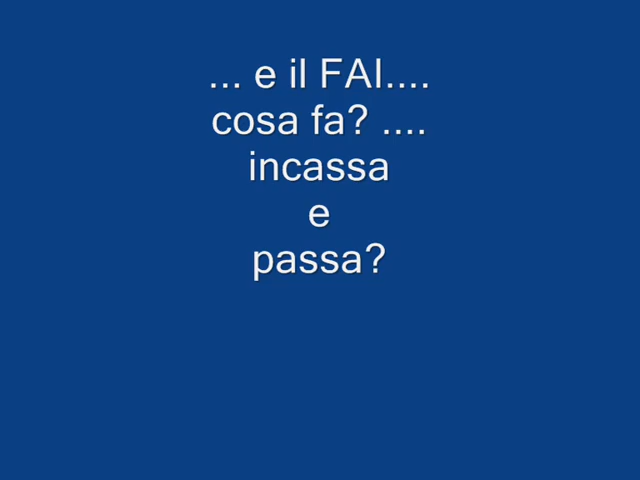 ... e il FAI....
cosa fa? ....
incassa
e
passa?